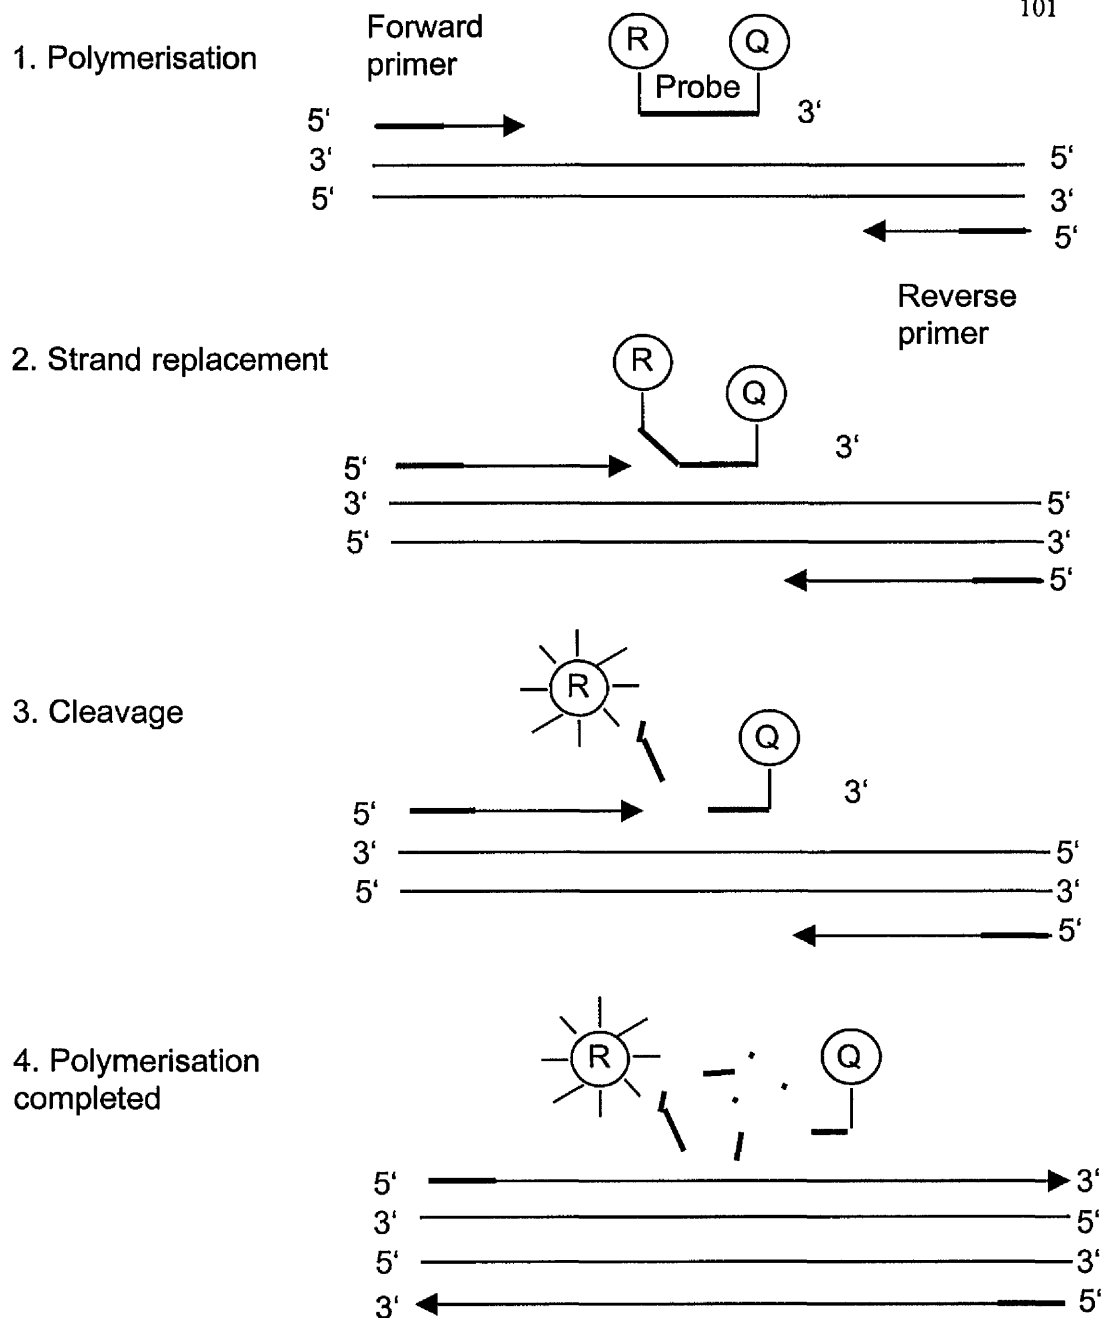 101
1. Polymerisation
Forward
primer
R
Q
Probe
5‘
3‘
3‘
5‘
5‘
3‘
5‘
Reverse
primer
2. Strand replacement
R
Q
5‘
3‘
3‘
5‘
5‘
3‘
5‘
3. Cleavage
R
Q
5‘
3‘
3‘
5‘
5‘
3‘
5‘
4. Polymerisation
completed
R
Q
5‘
3‘
3‘
5‘
5‘
3‘
3‘
5‘